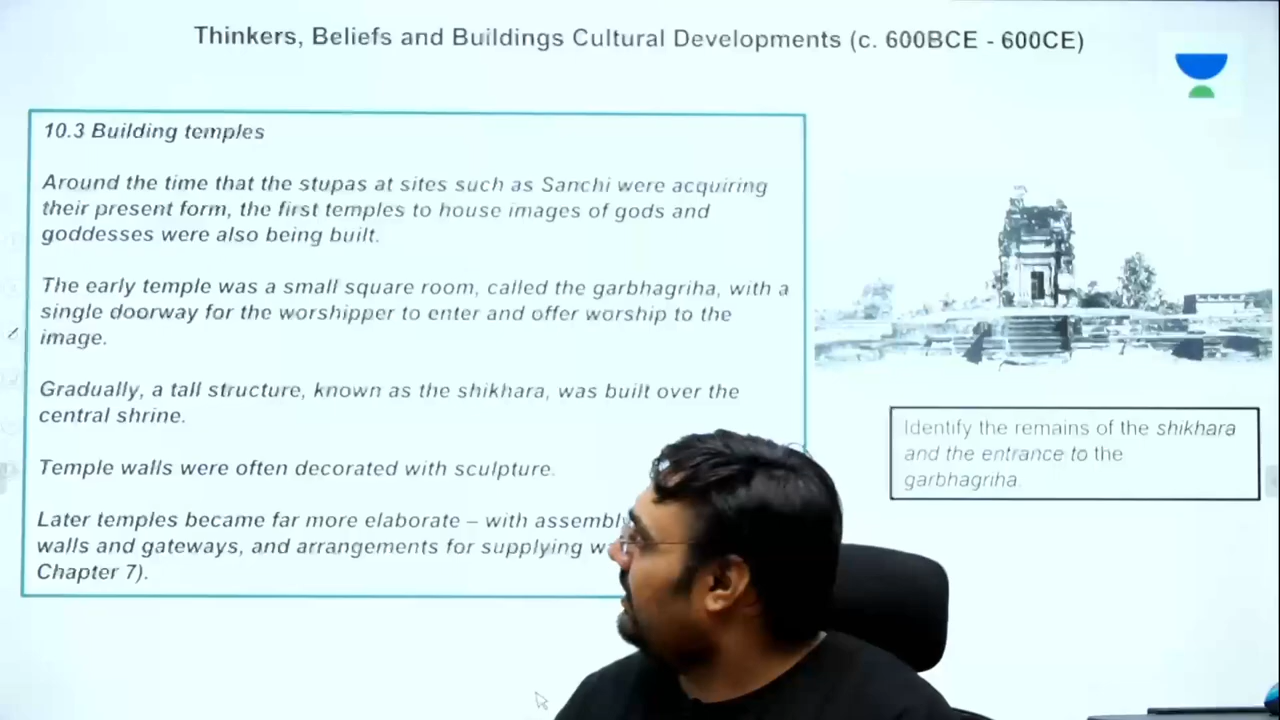 Thinkers, Beliefs and Buildings Cultural Developments (c. 600BCE - 600CE)
10.3 Building temples
Around the time that the stupas at sites such as Sanchi were acquiring
their present form, the first temples to house images of gods and
goddesses were also being built.
The early temple was a small square room, called the garbhagriha, with a
single doorway for the worshipper to enter and offer worship to the
image.
Gradually, a tall structure, known as the shikhara, was built over the
central shrine.
Temple walls were often decorated with sculpture.
Later temples became far more elaborate – with
walls and gateways, and arrangements for supplying
Chapter 7).
Identify the remains of the shikhara
and the entrance to the
garbhagriha.